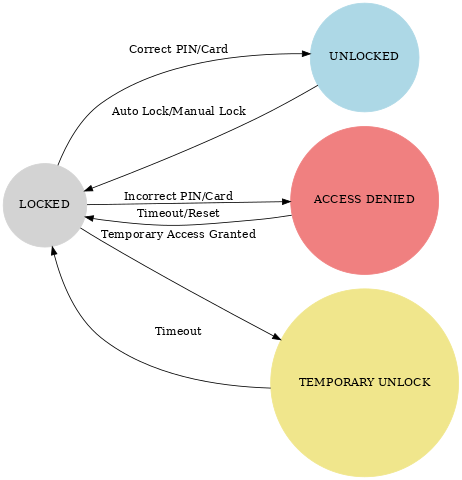 Correct PIN/Card
UNLOCKED
Auto Lock/Manual Lock
LOCKED
Incorrect PIN/Card
ACCESS DENIED
Timeout/Reset
Temporary Access Granted
Timeout
TEMPORARY UNLOCK